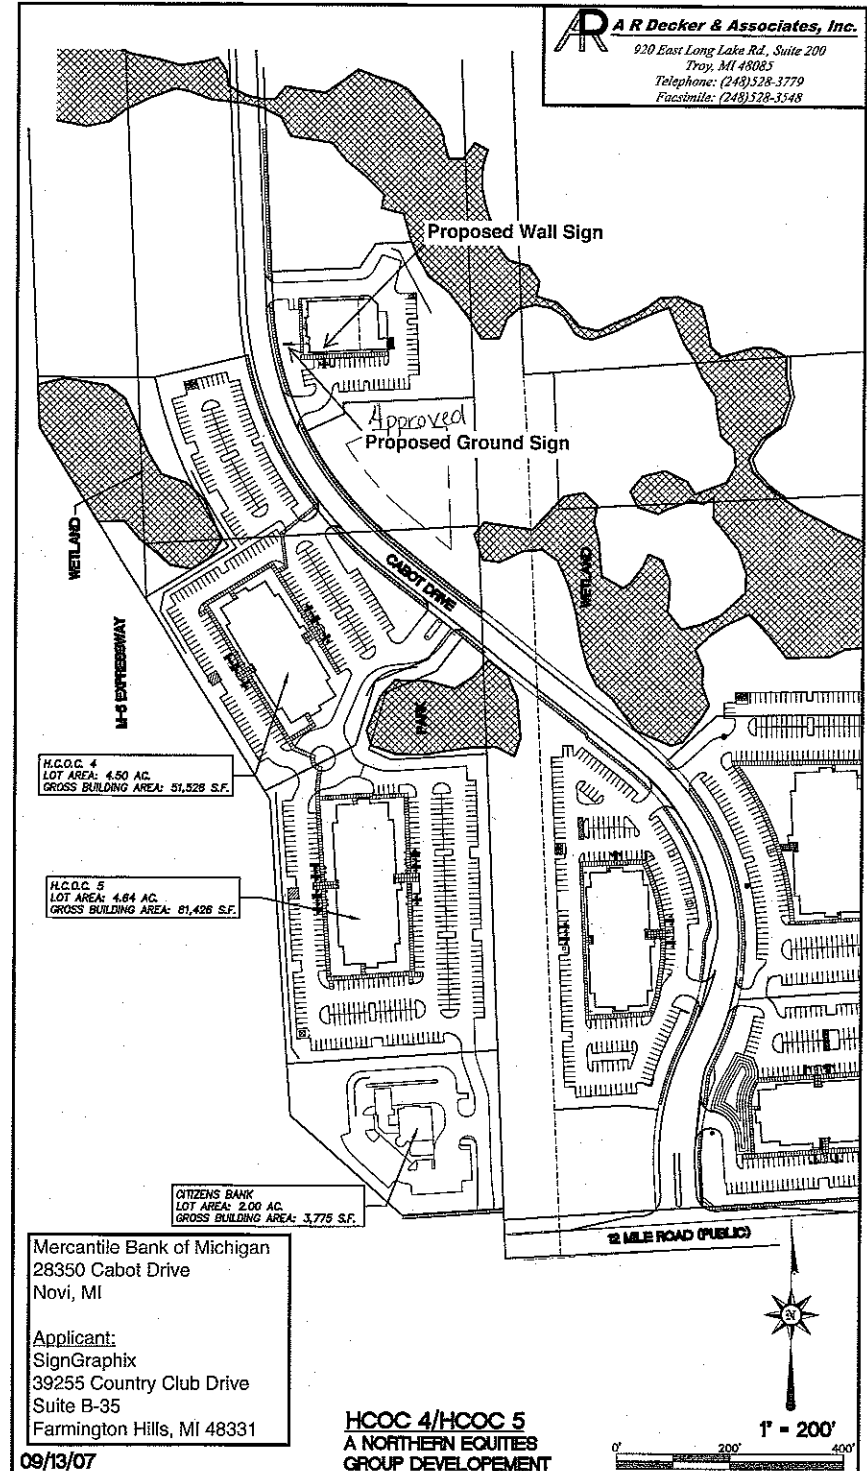 AR
A R Decker & Associates, Inc.
920 East Long Lake Rd., Suite 200
Troy, MI 48085
Telephone: (248)528-3779
Facsimile: (248)528-3548
Proposed Wall Sign
Approved
Proposed Ground Sign
WETLAND
CABOT DRIVE
WETLAND
M-5 EXPRESSWAY
PARK
H.C.O.C. 4
LOT AREA: 4.50 AC.
GROSS BUILDING AREA: 51,526 S.F.
H.C.O.C. 5
LOT AREA: 4.64 AC.
GROSS BUILDING AREA: 81,426 S.F.
CITIZENS BANK
LOT AREA: 2.00 AC.
GROSS BUILDING AREA: 3,775 S.F.
12 MILE ROAD (PUBLIC)
Mercantile Bank of Michigan
28350 Cabot Drive
Novi, MI
Applicant:
SignGraphix
39255 Country Club Drive
Suite B-35
Farmington Hills, MI 48331
N
1" = 200'
0' 200' 400'
HCOC 4/HCOC 5
A NORTHERN EQUITIES
GROUP DEVELOPEMENT
09/13/07